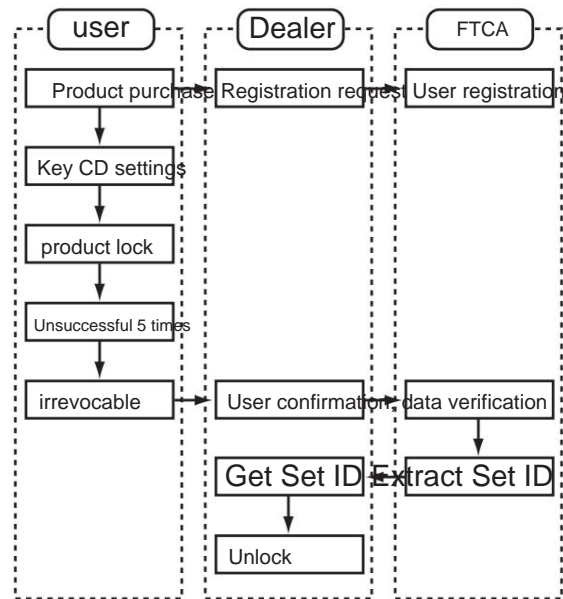 user Dealer FTCA
Product purchase Registration request User registration
Key CD settings
product lock
Unsuccessful 5 times
irrevocable User confirmation, data verification
Get Set ID Extract Set ID
Unlock